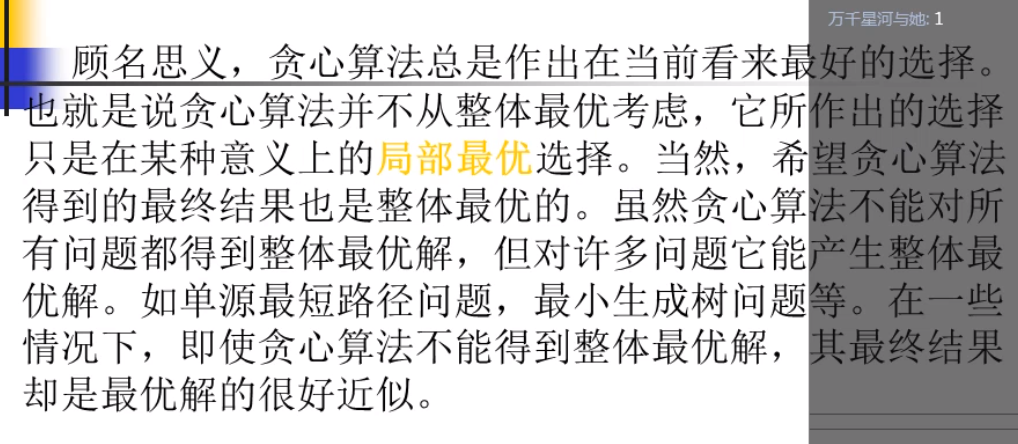 万千星河与她: 1
顾名思义，贪心算法总是作出在当前看来最好的选择。
也就是说贪心算法并不从整体最优考虑，它所作出的选择
只是在某种意义上的局部最优选择。当然，希望贪心算法
得到的最终结果也是整体最优的。虽然贪心算法不能对所
有问题都得到整体最优解，但对许多问题它能产生整体最
优解。如单源最短路径问题，最小生成树问题等。在一些
情况下，即使贪心算法不能得到整体最优解，其最终结果
却是最优解的很好近似。